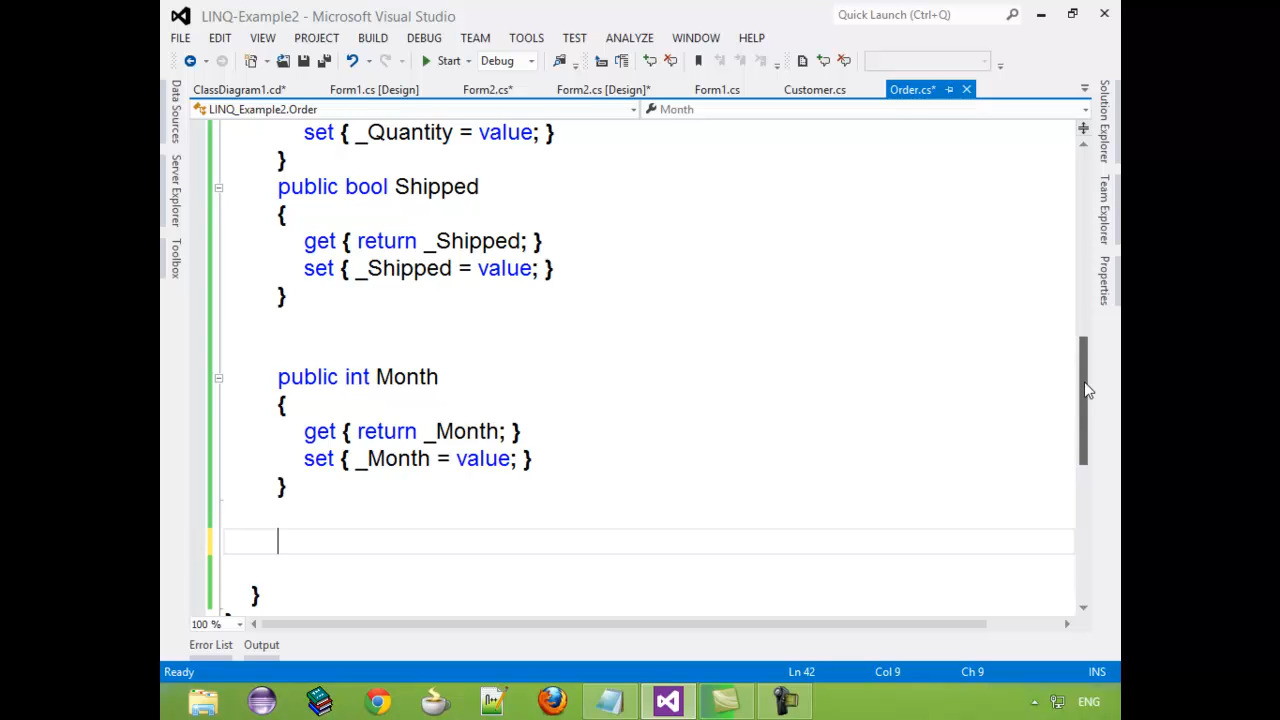 LINQ-Example2 - Microsoft Visual Studio
Quick Launch (Ctrl+Q)
FILE EDIT VIEW PROJECT BUILD DEBUG TEAM TOOLS TEST ANALYZE WINDOW HELP
Start Debug
ClassDiagram1.cd* Form1.cs [Design] Form2.cs* Form2.cs [Design]* Form1.cs Customer.cs Order.cs*
LINQ_Example2.Order Month
Data Sources
Server Explorer
Toolbox
set { _Quantity = value; }
}
public bool Shipped
{
get { return _Shipped; }
set { _Shipped = value; }
}
public int Month
{
get { return _Month; }
set { _Month = value; }
}
}
Solution Explorer
Team Explorer
Properties
100 %
Error List Output
Ready Ln 42 Col 9 Ch 9 INS
ENG